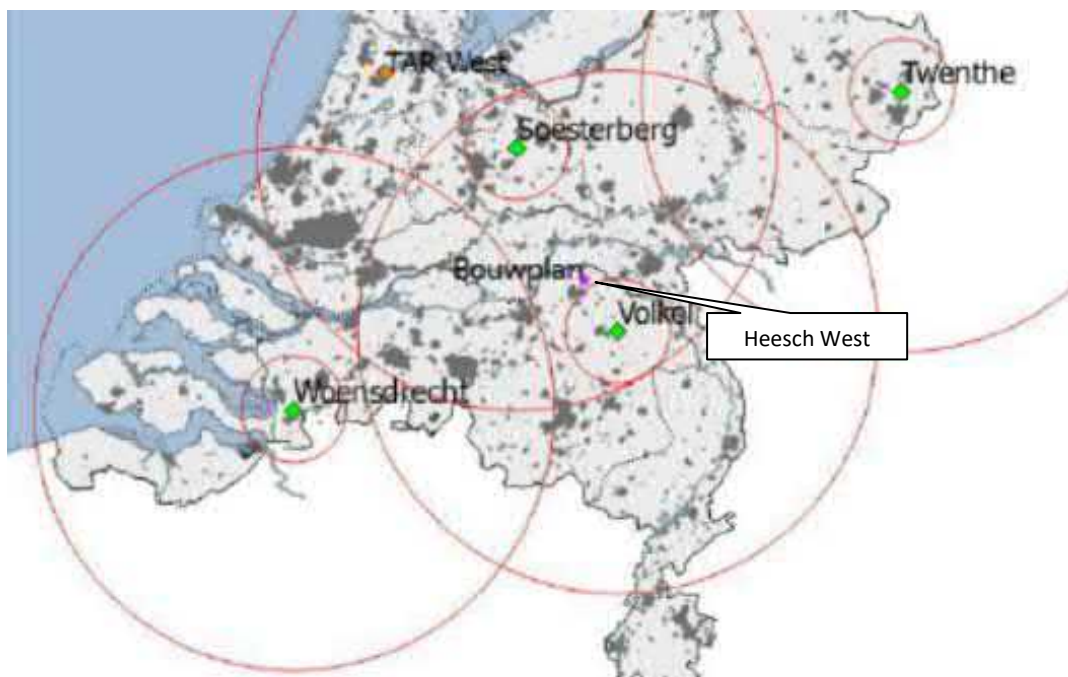 TAR West
Twenthe
Soesterberg
Bouwplan
Volkel
Heesch West
Woensdrecht